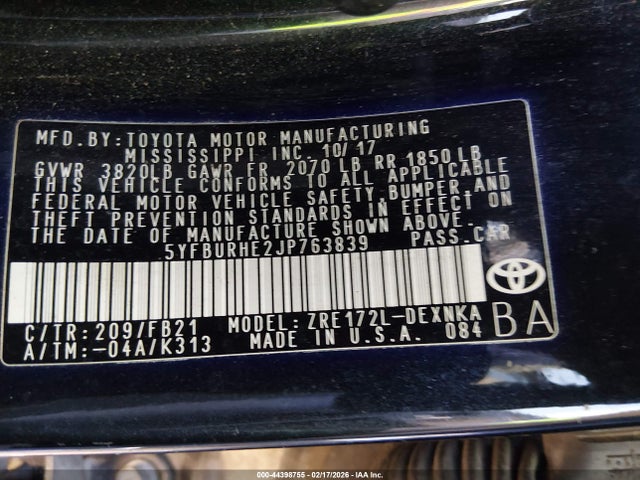 MFD. BY: TOYOTA MOTOR MANUFACTURING
MISSISSIPPI INC. 10/17
GVWR 3820LB GAWR FR 2070 LB RR 1850 LB
THIS VEHICLE CONFORMS TO ALL APPLICABLE
FEDERAL MOTOR VEHICLE SAFETY, BUMPER, AND
THEFT PREVENTION STANDARDS IN EFFECT ON
THE DATE OF MANUFACTURE SHOWN ABOVE.
5YFBURHE2JP763839 PASS. CAR
C/TR: 209/FB21 MODEL: ZRE172L-DEXNKA
A/TM: -04A/K313 MADE IN U.S.A. 084
BA
000-44398755 - 02/17/2026 - IAA Inc.